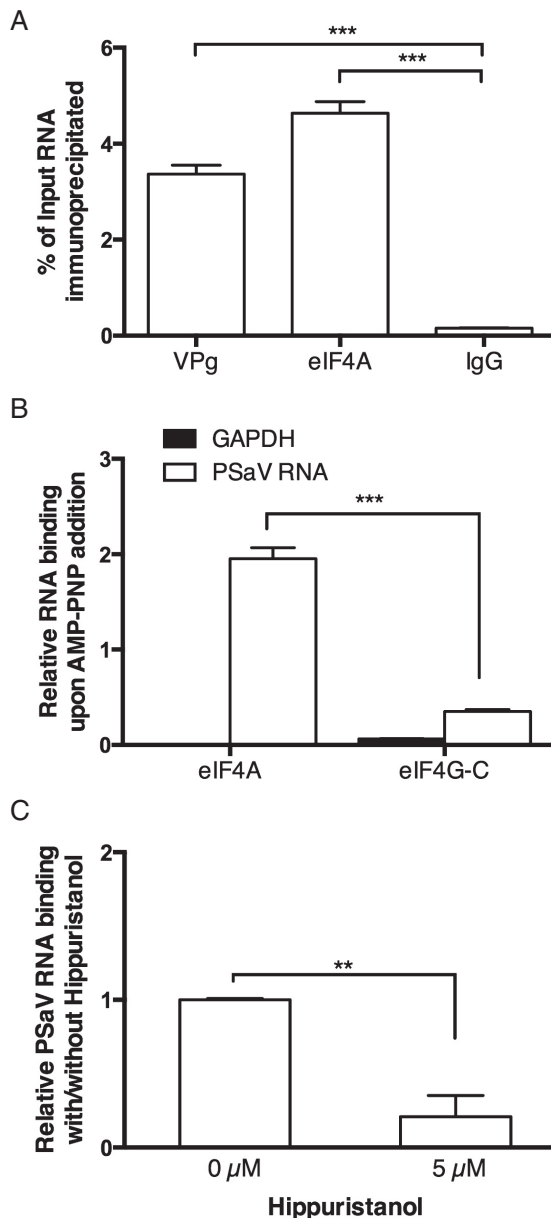 A
% of Input RNA
immunoprecipitated
6
4
2
0
***
***
VPg
eIF4A
IgG
B
GAPDH
PSaV RNA
Relative RNA binding
upon AMP-PNP addition
3
2
1
0
***
eIF4A
eIF4G-C
C
Relative PSaV RNA binding
with/without Hippuristanol
2
1
0
**
0 µM
5 µM
Hippuristanol